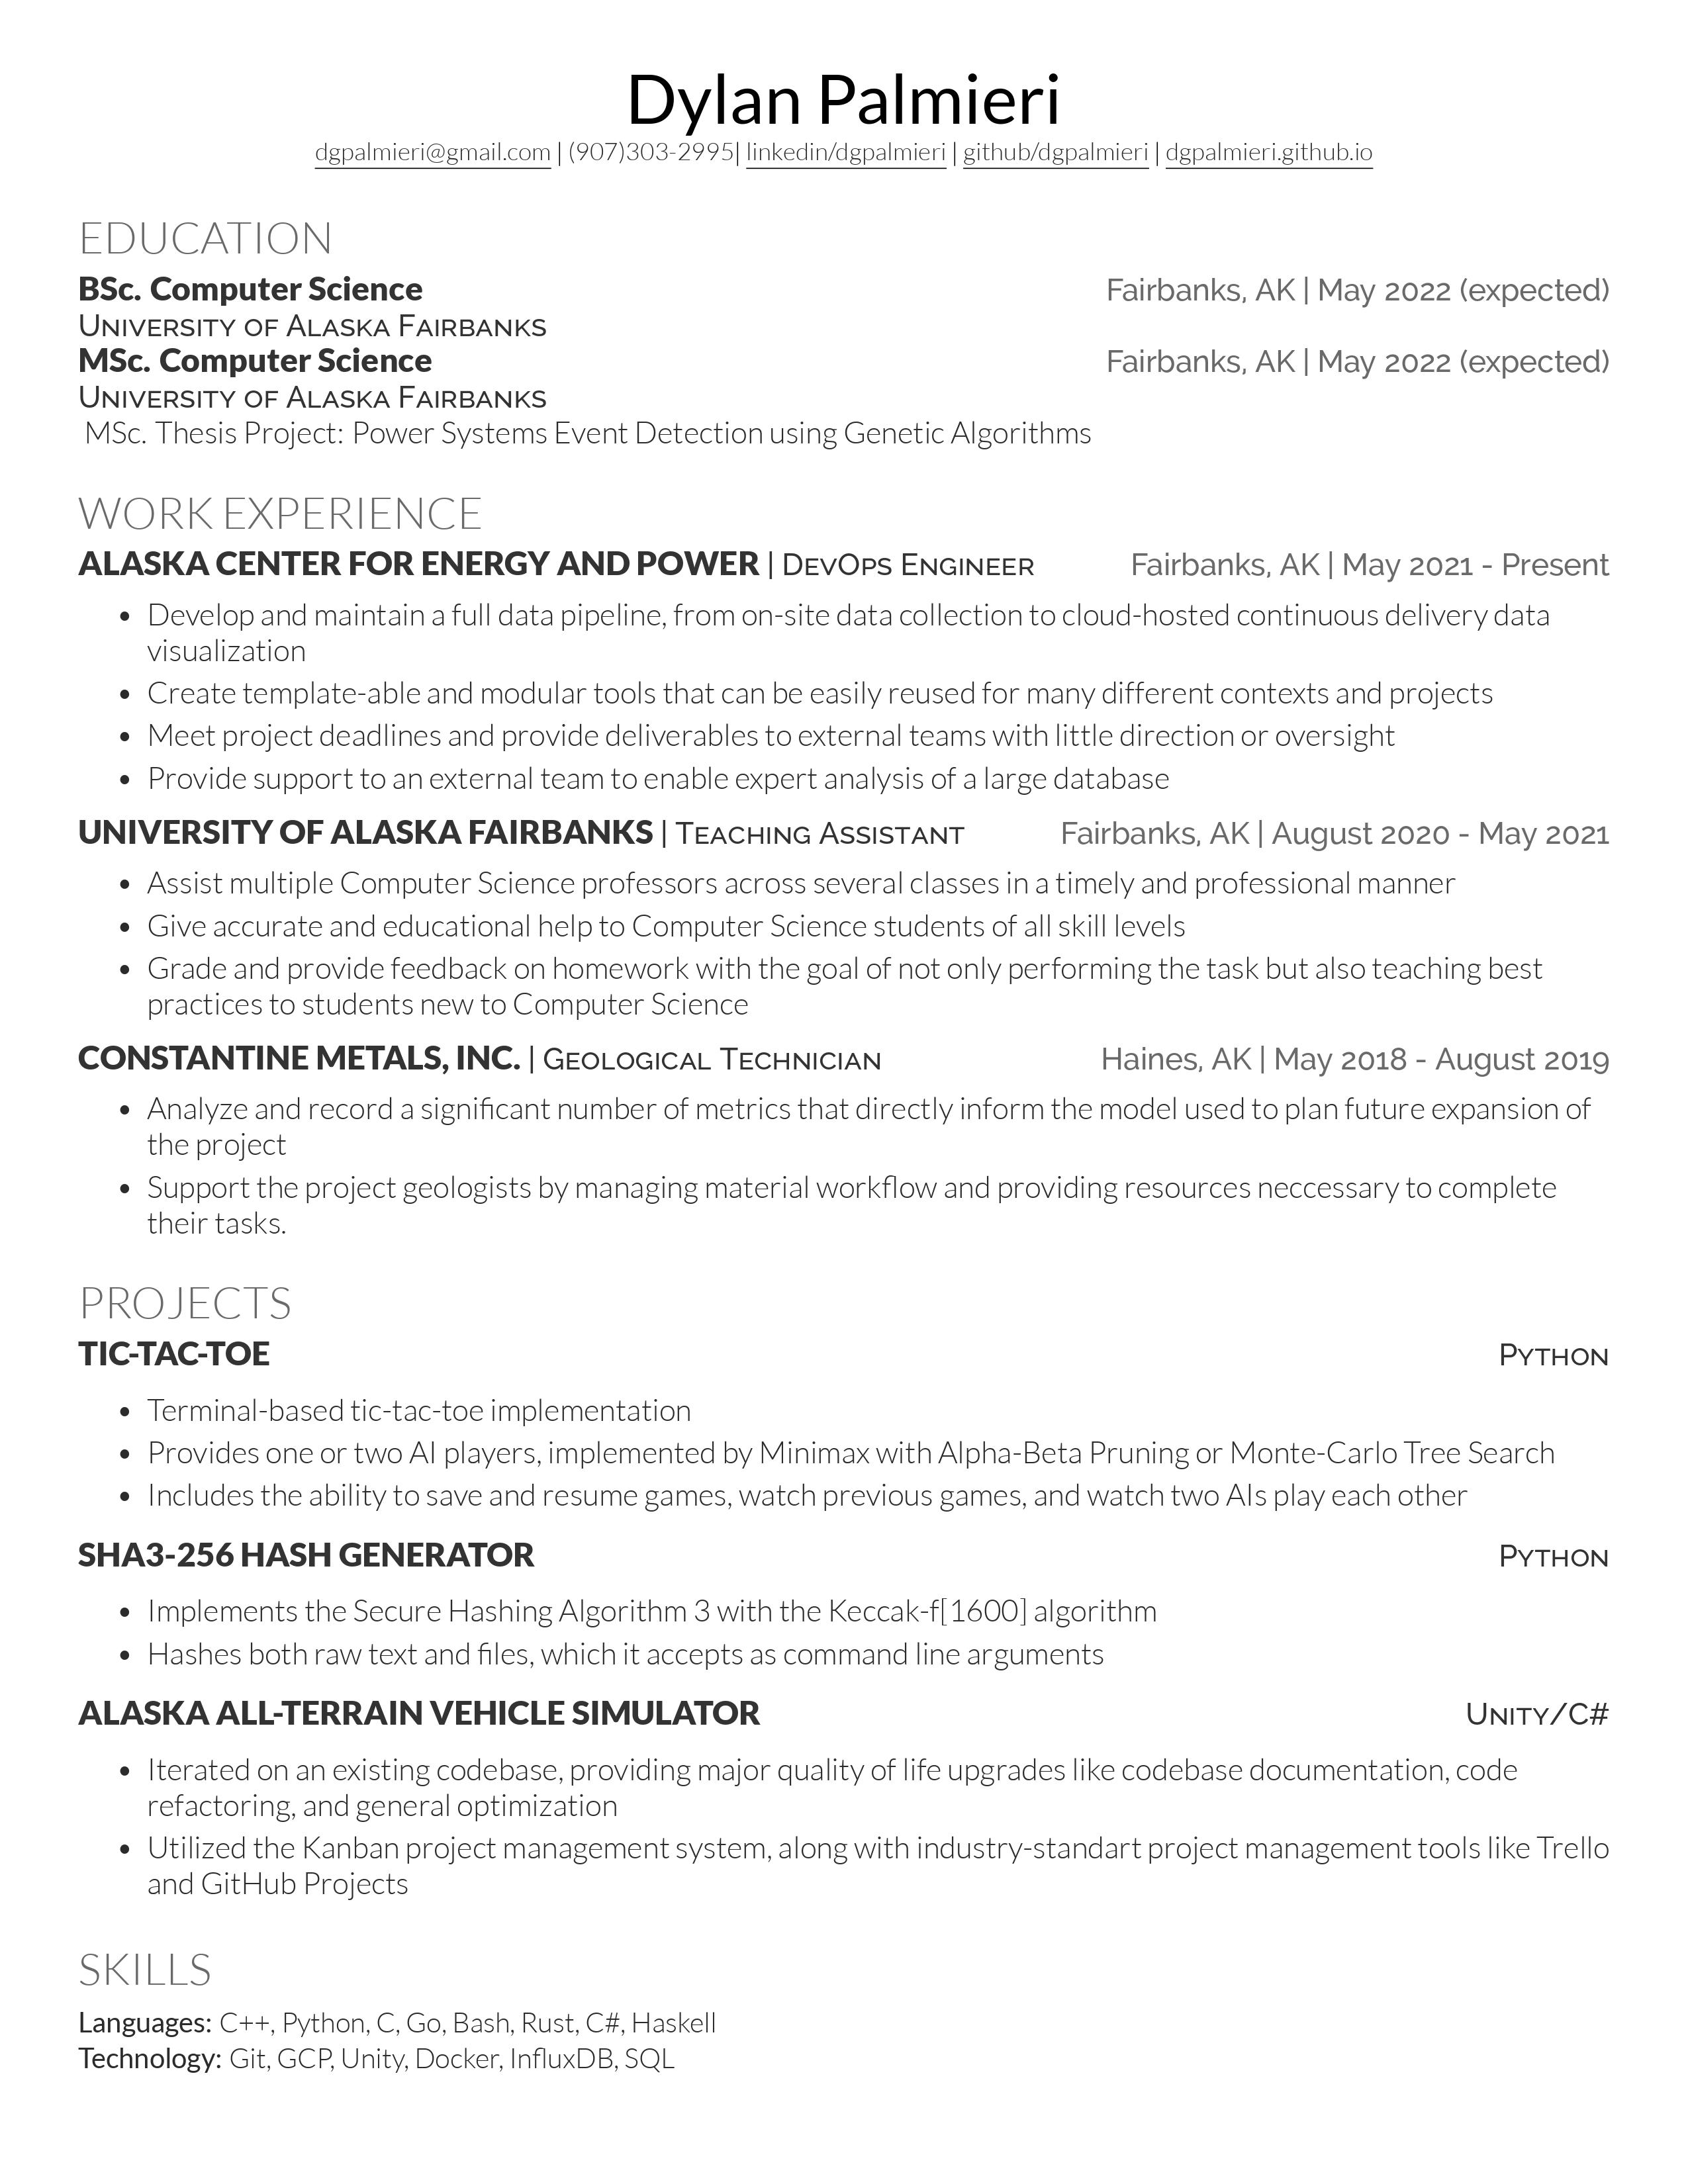 Dylan Palmieri
dgpalmieri@gmail.com | (907)303-2995| linkedin/dgpalmieri | github/dgpalmieri | dgpalmieri.github.io
EDUCATION
BSc. Computer Science Fairbanks, AK | May 2022 (expected)
University of Alaska Fairbanks
MSc. Computer Science Fairbanks, AK | May 2022 (expected)
University of Alaska Fairbanks
MSc. Thesis Project: Power Systems Event Detection using Genetic Algorithms
WORK EXPERIENCE
ALASKA CENTER FOR ENERGY AND POWER | DevOps Engineer Fairbanks, AK | May 2021 - Present
• Develop and maintain a full data pipeline, from on-site data collection to cloud-hosted continuous delivery data
visualization
• Create template-able and modular tools that can be easily reused for many different contexts and projects
• Meet project deadlines and provide deliverables to external teams with little direction or oversight
• Provide support to an external team to enable expert analysis of a large database
UNIVERSITY OF ALASKA FAIRBANKS | Teaching Assistant Fairbanks, AK | August 2020 - May 2021
• Assist multiple Computer Science professors across several classes in a timely and professional manner
• Give accurate and educational help to Computer Science students of all skill levels
• Grade and provide feedback on homework with the goal of not only performing the task but also teaching best
practices to students new to Computer Science
CONSTANTINE METALS, INC. | Geological Technician Haines, AK | May 2018 - August 2019
• Analyze and record a significant number of metrics that directly inform the model used to plan future expansion of
the project
• Support the project geologists by managing material workflow and providing resources neccessary to complete
their tasks.
PROJECTS
TIC-TAC-TOE Python
• Terminal-based tic-tac-toe implementation
• Provides one or two AI players, implemented by Minimax with Alpha-Beta Pruning or Monte-Carlo Tree Search
• Includes the ability to save and resume games, watch previous games, and watch two AIs play each other
SHA3-256 HASH GENERATOR Python
• Implements the Secure Hashing Algorithm 3 with the Keccak-f[1600] algorithm
• Hashes both raw text and files, which it accepts as command line arguments
ALASKA ALL-TERRAIN VEHICLE SIMULATOR Unity/C#
• Iterated on an existing codebase, providing major quality of life upgrades like codebase documentation, code
refactoring, and general optimization
• Utilized the Kanban project management system, along with industry-standart project management tools like Trello
and GitHub Projects
SKILLS
Languages: C++, Python, C, Go, Bash, Rust, C#, Haskell
Technology: Git, GCP, Unity, Docker, InfluxDB, SQL